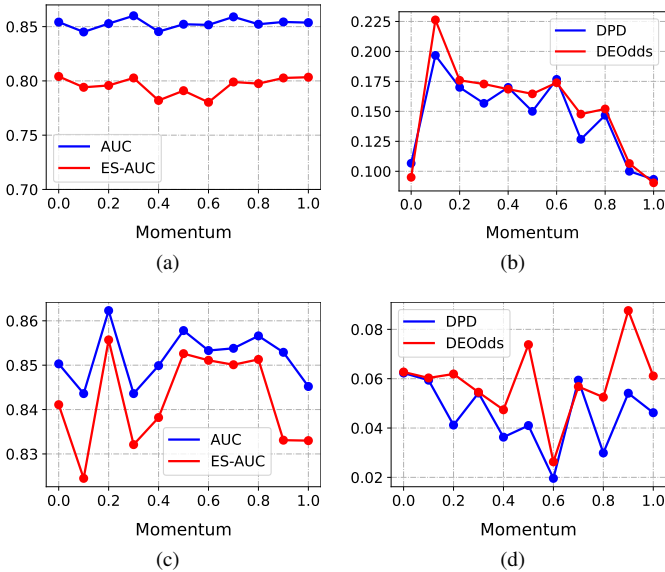 0.85
0.80
0.75
0.70
AUC
ES-AUC
0.0 0.2 0.4 0.6 0.8 1.0
Momentum
(a)
0.225
0.200
0.175
0.150
0.125
0.100
DPD
DEOdds
0.0 0.2 0.4 0.6 0.8 1.0
Momentum
(b)
0.86
0.85
0.84
0.83
AUC
ES-AUC
0.0 0.2 0.4 0.6 0.8 1.0
Momentum
(c)
0.08
0.06
0.04
0.02
DPD
DEOdds
0.0 0.2 0.4 0.6 0.8 1.0
Momentum
(d)